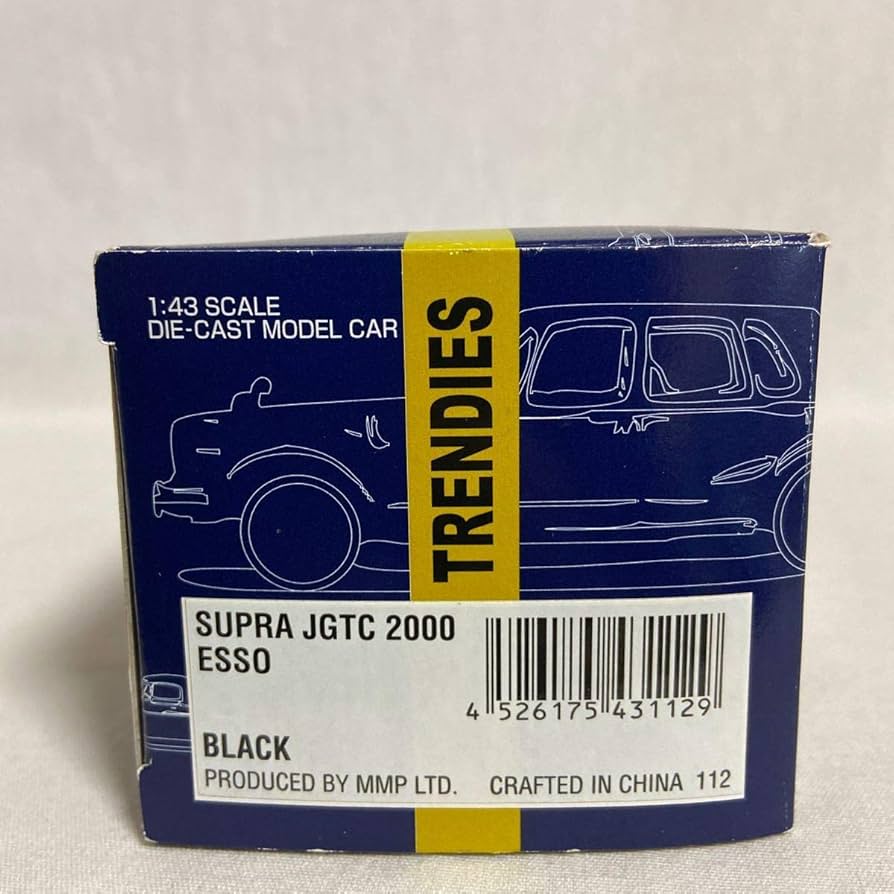 1:43 SCALE
DIE-CAST MODEL CAR
TRENDIES
SUPRA JGTC 2000
ESSO
4 526175 431129
BLACK
PRODUCED BY MMP LTD. CRAFTED IN CHINA 112